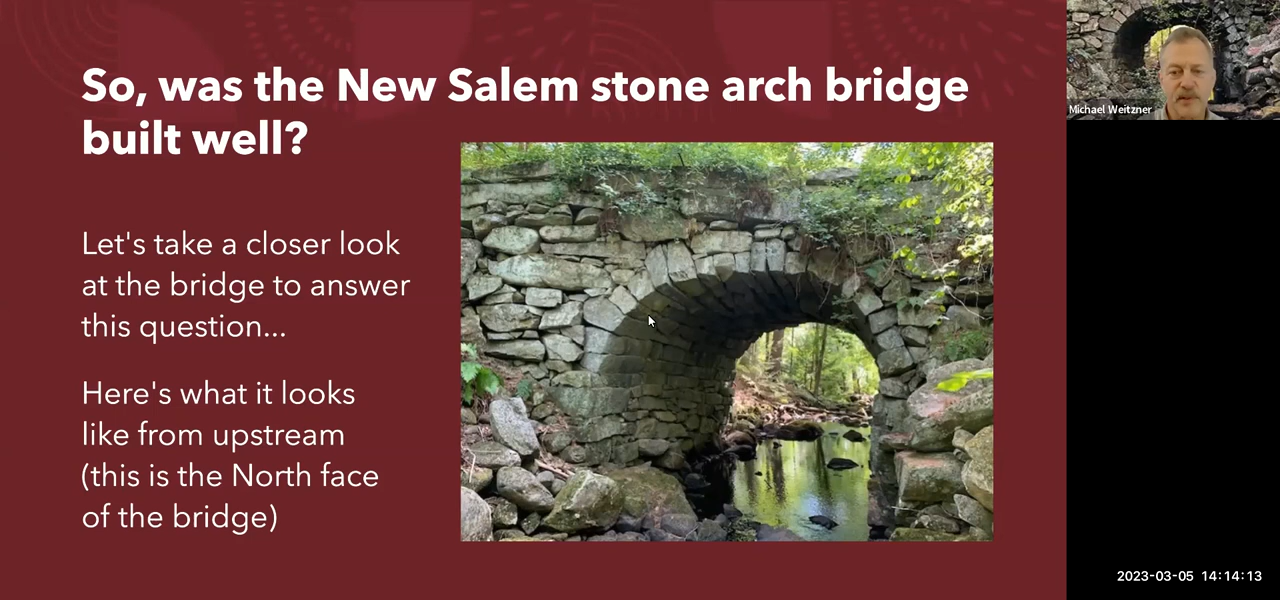 So, was the New Salem stone arch bridge
built well?
Let's take a closer look
at the bridge to answer
this question...
Here's what it looks
like from upstream
(this is the North face
of the bridge)
Michael Weitzner
2023-03-05 14:14:13